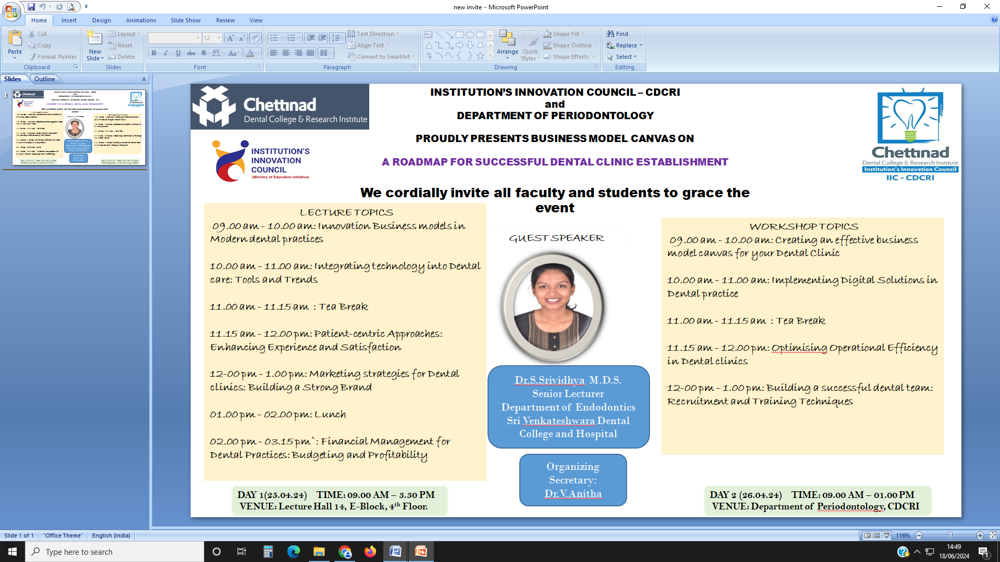 new invite - Microsoft PowerPoint
Home Insert Design Animations Slide Show Review View
Paste
Cut
Copy
Format Painter
Clipboard
New Slide
Layout
Reset
Delete
Slides
12
Font
Text Direction
Align Text
Convert to SmartArt
Paragraph
Arrange
Quick Styles
Shape Fill
Shape Outline
Shape Effects
Drawing
Find
Replace
Select
Editing
Slides Outline
1
Chettinad
Dental College & Research Institute
INSTITUTION'S
INNOVATION
COUNCIL
(Ministry of Education Initiative)
INSTITUTION’S INNOVATION COUNCIL – CDCRI
and
DEPARTMENT OF PERIODONTOLOGY
PROUDLY PRESENTS BUSINESS MODEL CANVAS ON
A ROADMAP FOR SUCCESSFUL DENTAL CLINIC ESTABLISHMENT
We cordially invite all faculty and students to grace the
event
Chettinad
Dental College & Research Institute
Institution's Innovation Council
IIC - CDCRI
LECTURE TOPICS
09.00 am - 10.00 am: Innovation Business models in
Modern dental practices
10.00 am - 11.00 am: Integrating technology into Dental
care: Tools and Trends
11.00 am - 11.15 am : Tea Break
11.15 am - 12.00 pm: Patient-centric Approaches:
Enhancing Experience and Satisfaction
12-00 pm - 1.00 pm: Marketing strategies for Dental
clinics: Building a Strong Brand
01.00 pm - 02.00 pm: Lunch
02.00 pm - 03.15 pm`: Financial Management for
Dental Practices: Budgeting and Profitability
DAY 1(25.04.24) TIME: 09.00 AM – 3.30 PM
VENUE: Lecture Hall 14, E-Block, 4th Floor.
GUEST SPEAKER
Dr.S.Srividhya M.D.S.
Senior Lecturer
Department of Endodontics
Sri Venkateshwara Dental
College and Hospital
Organizing
Secretary:
Dr.V.Anitha
WORKSHOP TOPICS
09.00 am - 10.00 am: Creating an effective business
model canvas for your Dental Clinic
10.00 am - 11.00 am: Implementing Digital Solutions in
Dental practice
11.00 am - 11.15 am : Tea Break
11.15 am - 12.00 pm: Optimising Operational Efficiency
in Dental clinics
12-00 pm - 1.00 pm: Building a successful dental team:
Recruitment and Training Techniques
DAY 2 (26.04.24) TIME: 09.00 AM – 01.00 PM
VENUE: Department of Periodontology, CDCRI
Slide 1 of 1 "Office Theme" English (India) 116%
Type here to search
14:49
18/06/2024
1